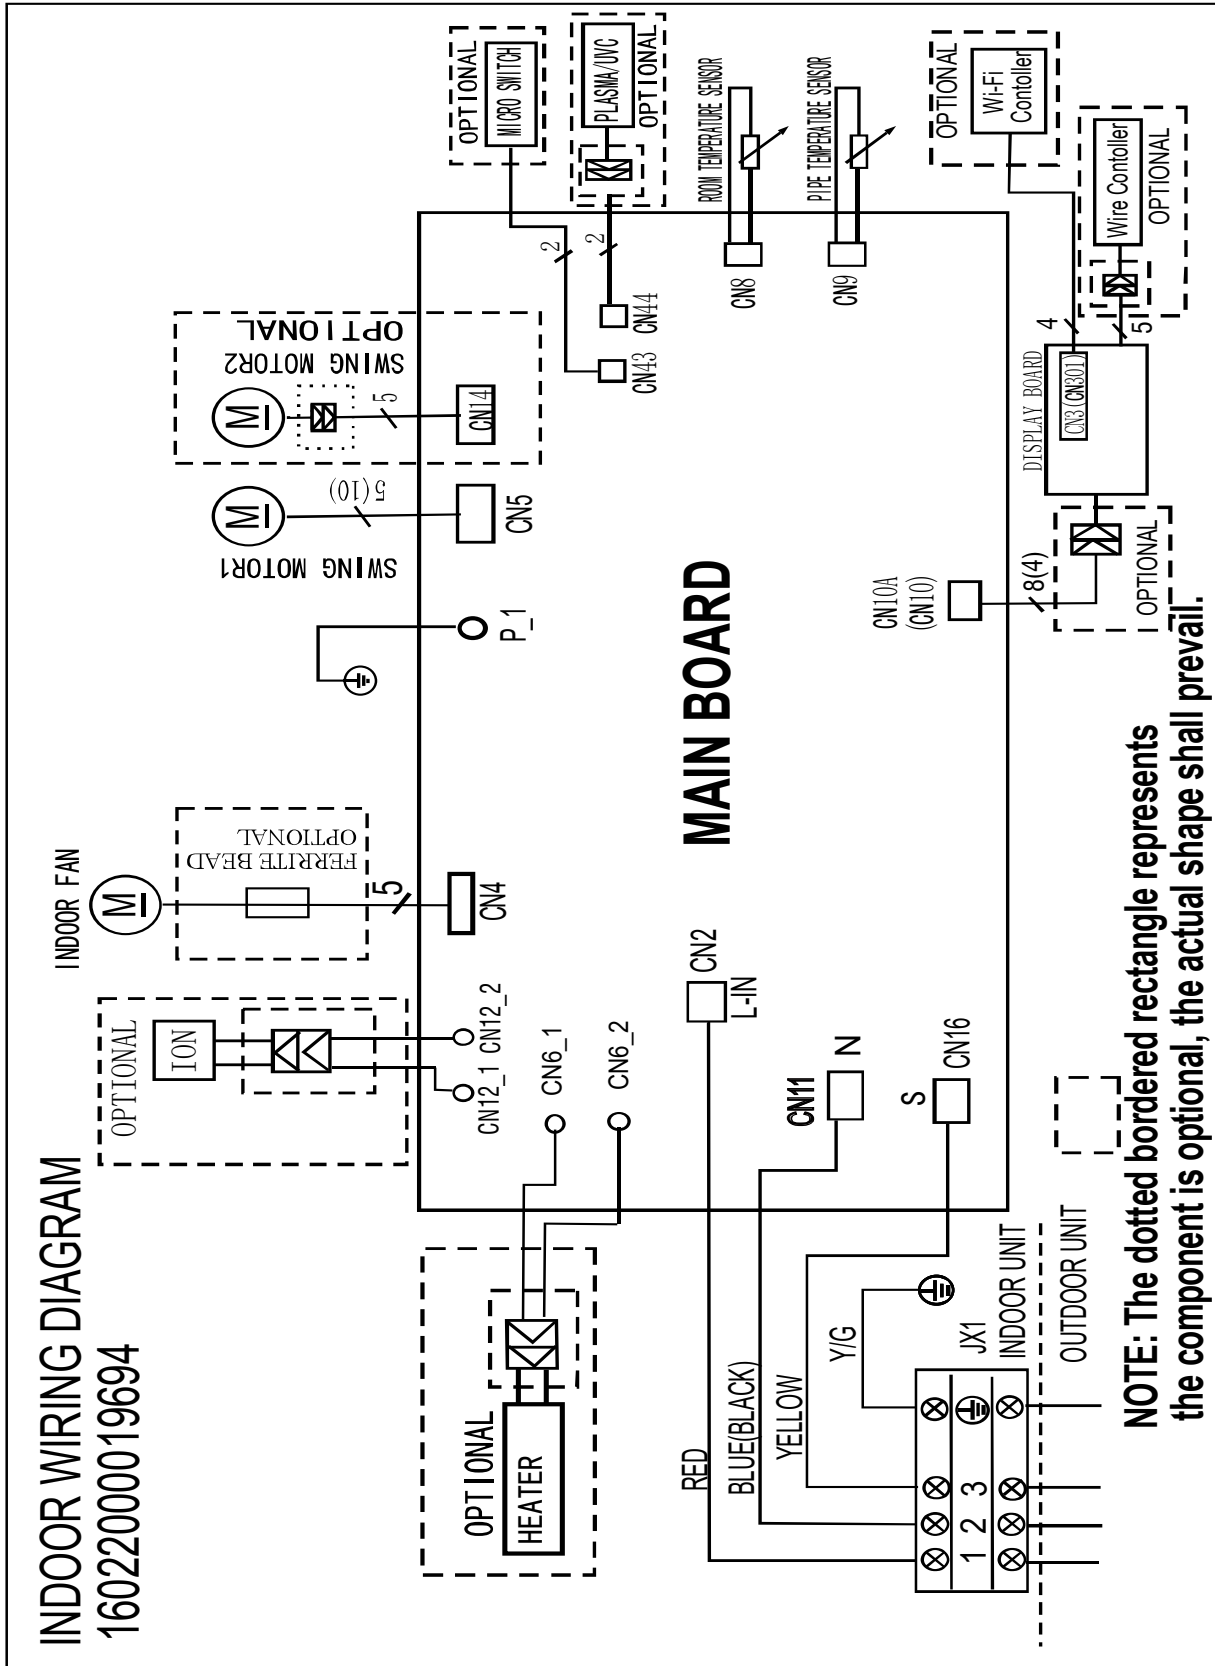 INDOOR WIRING DIAGRAM
16022000019694
OPTIONAL
ION
INDOOR FAN
M
FERRITE BEAD
OPTIONAL
5
SWING MOTOR1
M
5(10)
OPTIONAL
SWING MOTOR2
M
5
OPTIONAL
MICRO SWITCH
2
PLASMA/UVC
OPTIONAL
2
CN12_1
CN12_2
CN4
P_1
CN5
CN14
CN43
CN44
CN6_1
CN6_2
OPTIONAL
HEATER
ROOM TEMPERATURE SENSOR
CN8
PIPE TEMPERATURE SENSOR
CN9
MAIN BOARD
CN2
L-IN
CN11
N
S
CN16
CN10A
(CN10)
8(4)
OPTIONAL
DISPLAY BOARD
CN3(CN301)
4
5
OPTIONAL
Wi-Fi
Contoller
Wire Contoller
OPTIONAL
RED
BLUE(BLACK)
YELLOW
Y/G
1 2 3
JX1
INDOOR UNIT
OUTDOOR UNIT
NOTE: The dotted bordered rectangle represents
the component is optional, the actual shape shall prevail.